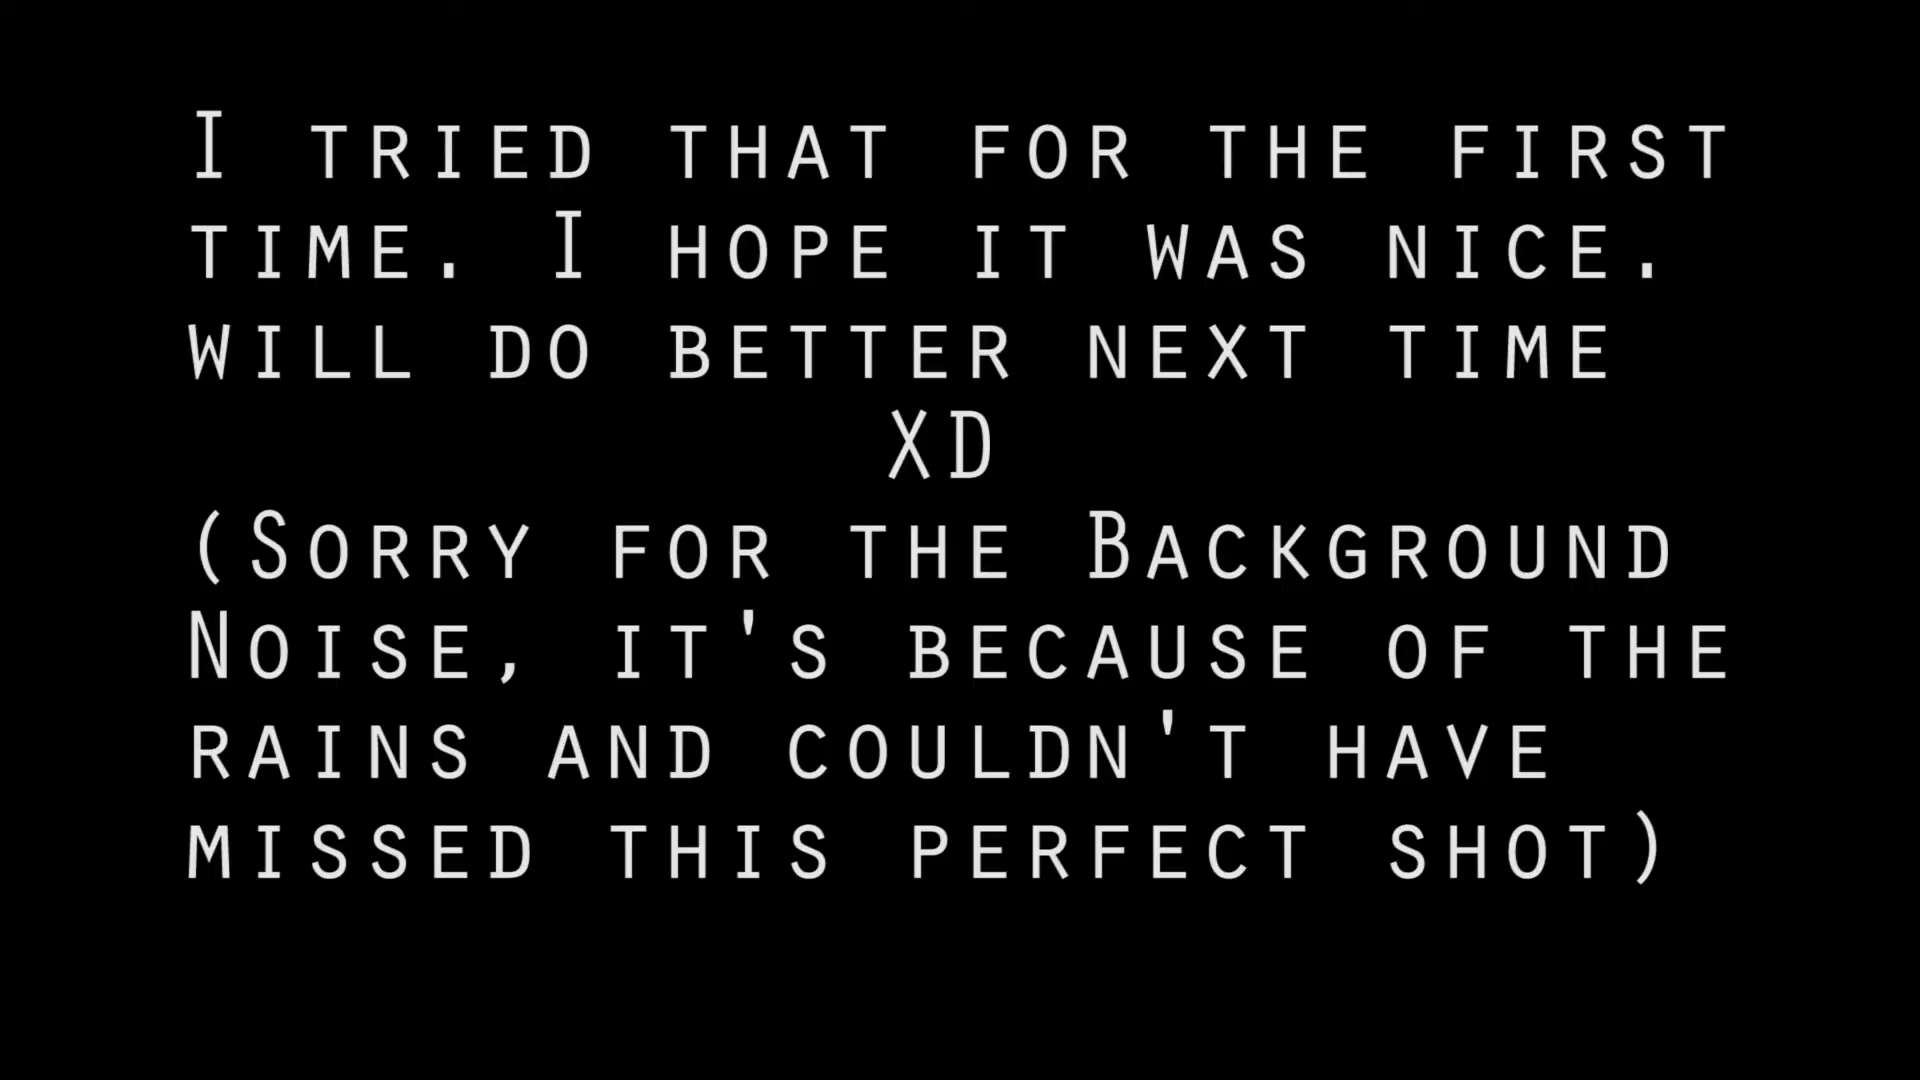 I tried that for the first
time. I hope it was nice.
will do better next time
XD
(Sorry for the Background
Noise, it's because of the
rains and couldn't have
missed this perfect shot)